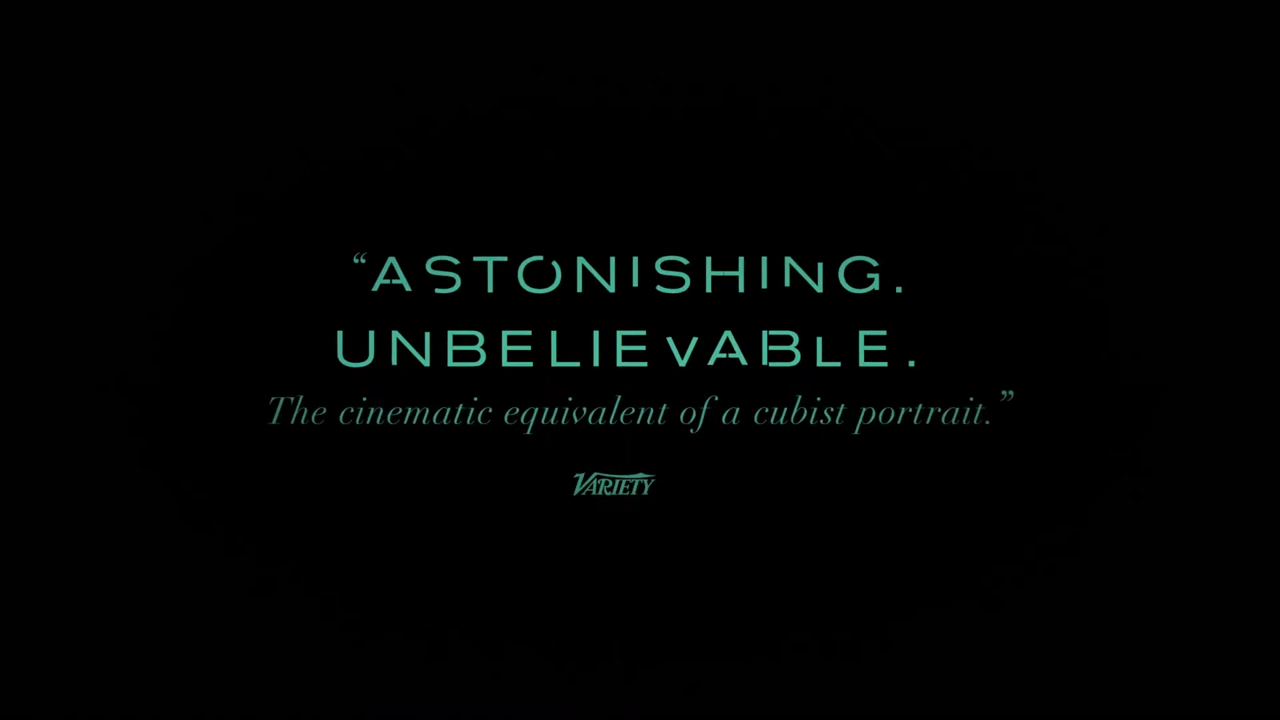 “ASTONISHING.
UNBELIEVABLE.
The cinematic equivalent of a cubist portrait.”
VARIETY